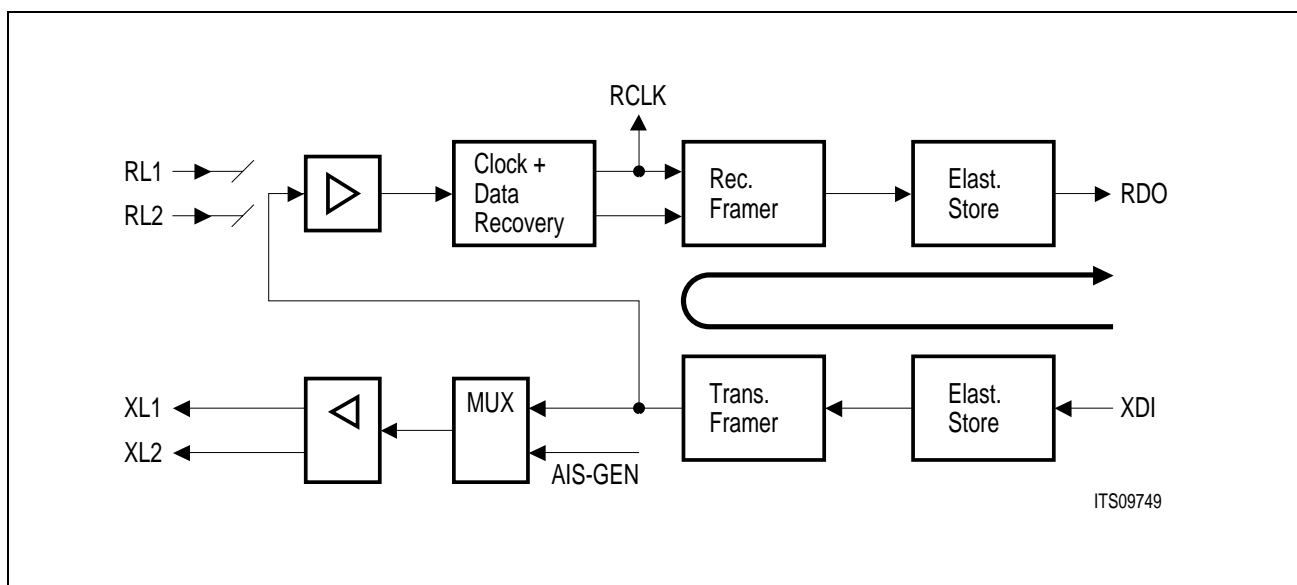 RCLK
RL1
RL2
Clock +
Data
Recovery
Rec.
Framer
Elast.
Store
RDO
XL1
XL2
MUX
AIS-GEN
Trans.
Framer
Elast.
Store
XDI
ITS09749